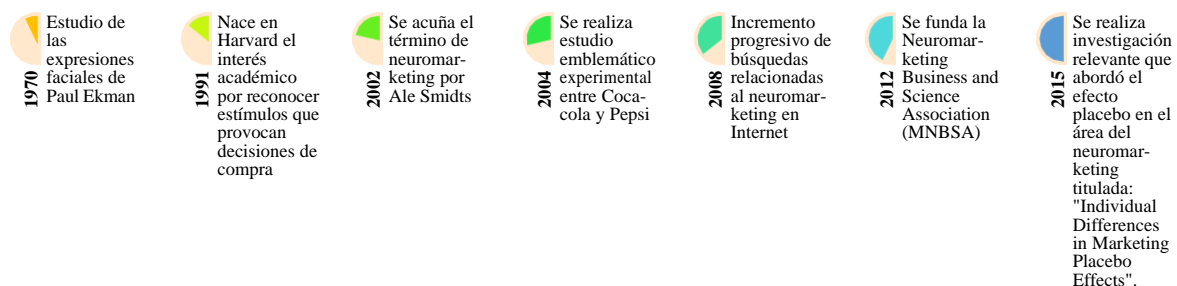 1970
Estudio de
las
expresiones
faciales de
Paul Ekman
1991
Nace en
Harvard el
interés
académico
por reconocer
estímulos que
provocan
decisiones de
compra
2002
Se acuña el
término de
neuromar-
keting por
Ale Smidts
2004
Se realiza
estudio
emblemático
experimental
entre Coca-
cola y Pepsi
2008
Incremento
progresivo de
búsquedas
relacionadas
al neuromar-
keting en
Internet
2012
Se funda la
Neuromar-
keting
Business and
Science
Association
(MNBSA)
2015
Se realiza
investigación
relevante que
abordó el
efecto
placebo en el
área del
neuromar-
keting
titulada:
"Individual
Differences
in Marketing
Placebo
Effects".